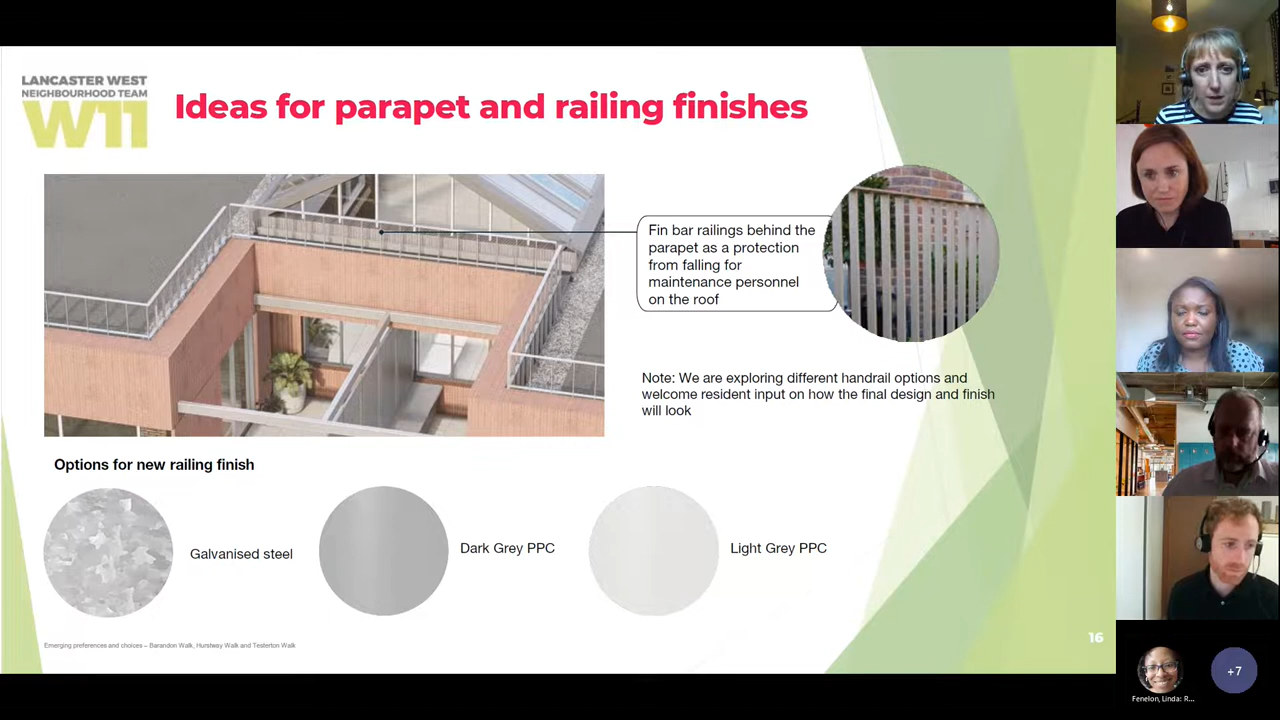 LANCASTER WEST
NEIGHBOURHOOD TEAM
W11
Ideas for parapet and railing finishes
Fin bar railings behind the
parapet as a protection
from falling for
maintenance personnel
on the roof
Note: We are exploring different handrail options and
welcome resident input on how the final design and finish
will look
Options for new railing finish
Galvanised steel
Dark Grey PPC
Light Grey PPC
Emerging preferences and choices – Barandon Walk, Hurstway Walk and Testerton Walk
16
Fenelon, Linda: R...
+7